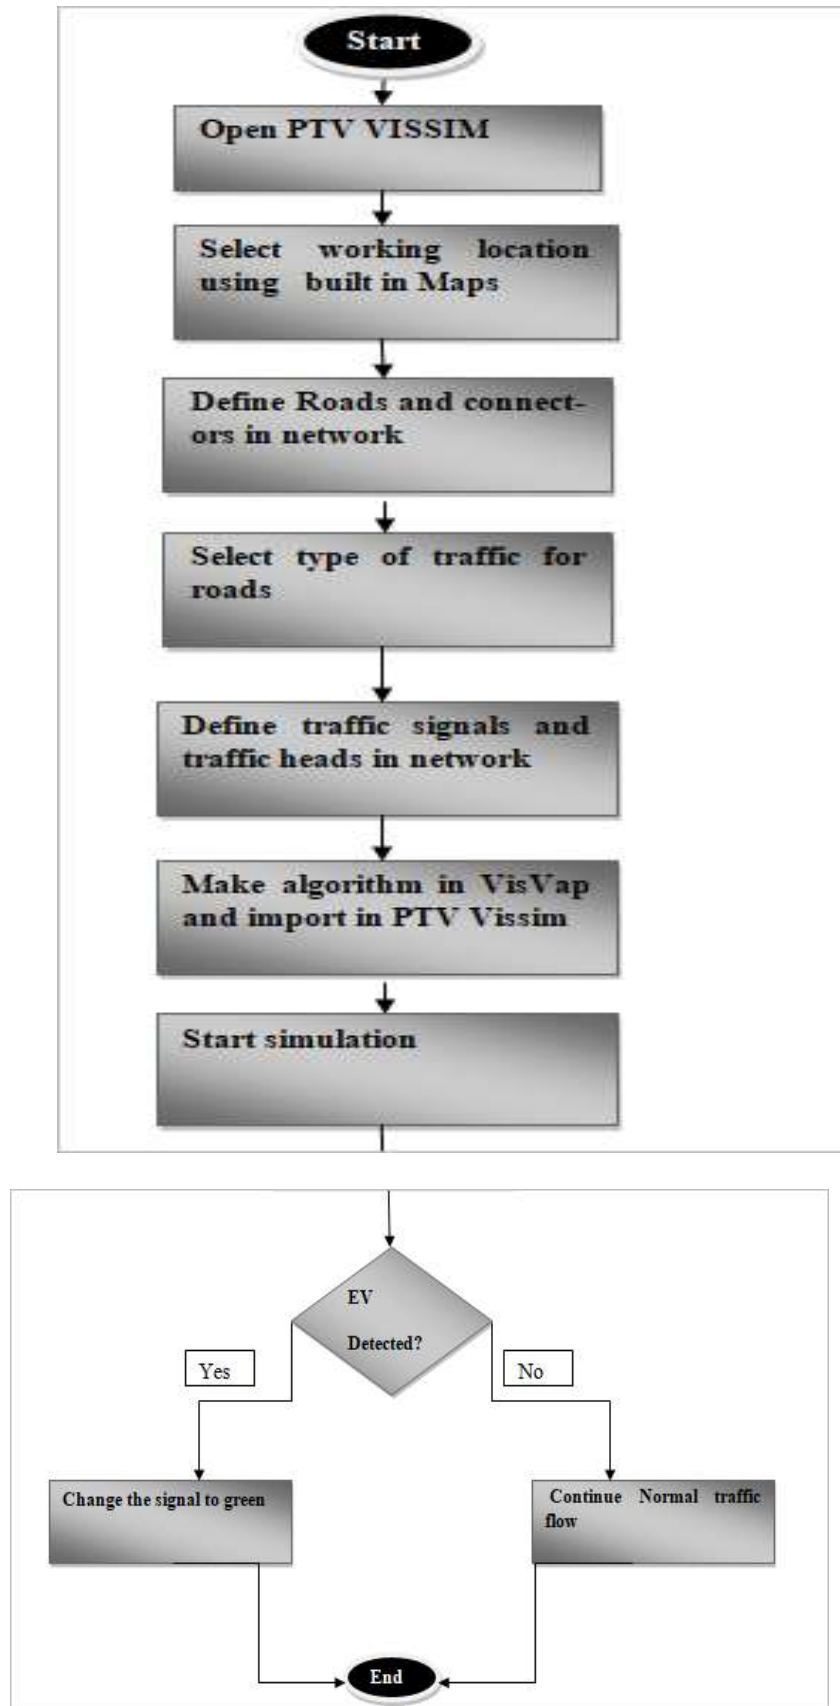 Start
Open PTV VISSIM
Select working location
using built in Maps
Define Roads and connect-
ors in network
Select type of traffic for
roads
Define traffic signals and
traffic heads in network
Make algorithm in VisVap
and import in PTV Vissim
Start simulation
EV
Detected?
Yes
No
Change the signal to green
Continue Normal traffic
flow
End